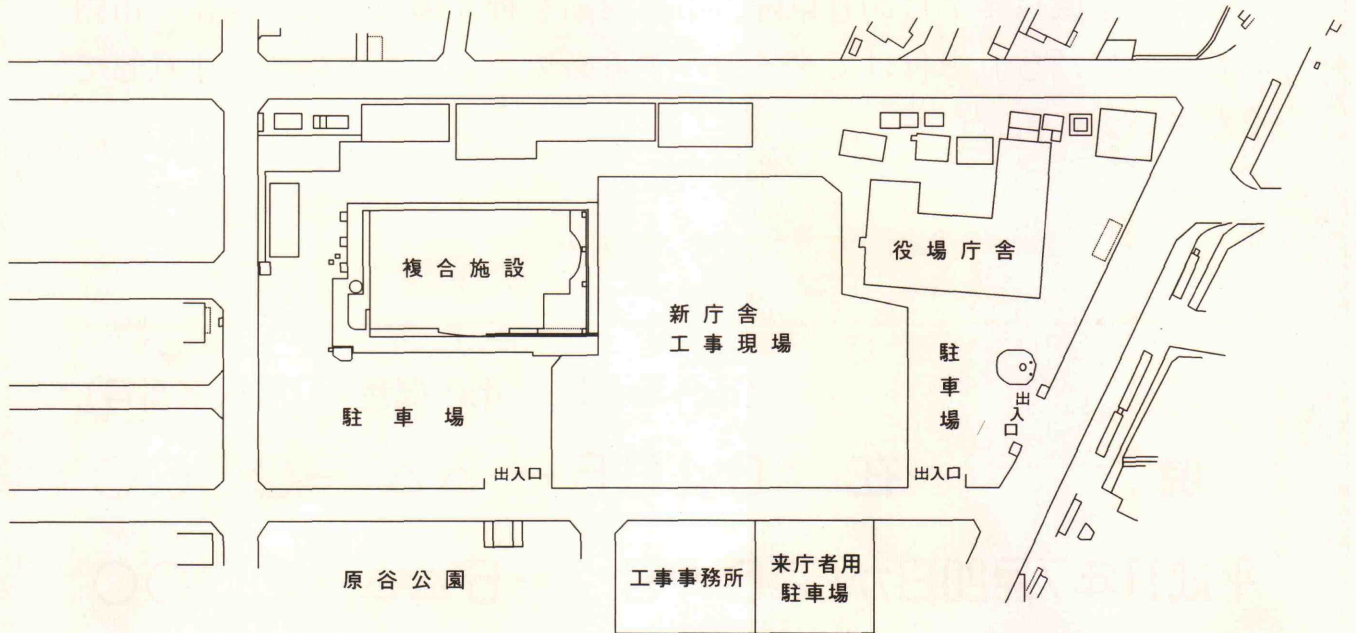 複合施設
役場庁舎
新庁舎
工事現場
駐車場
駐車場
出入口
出入口
出入口
原谷公園
工事事務所
来庁者用
駐車場